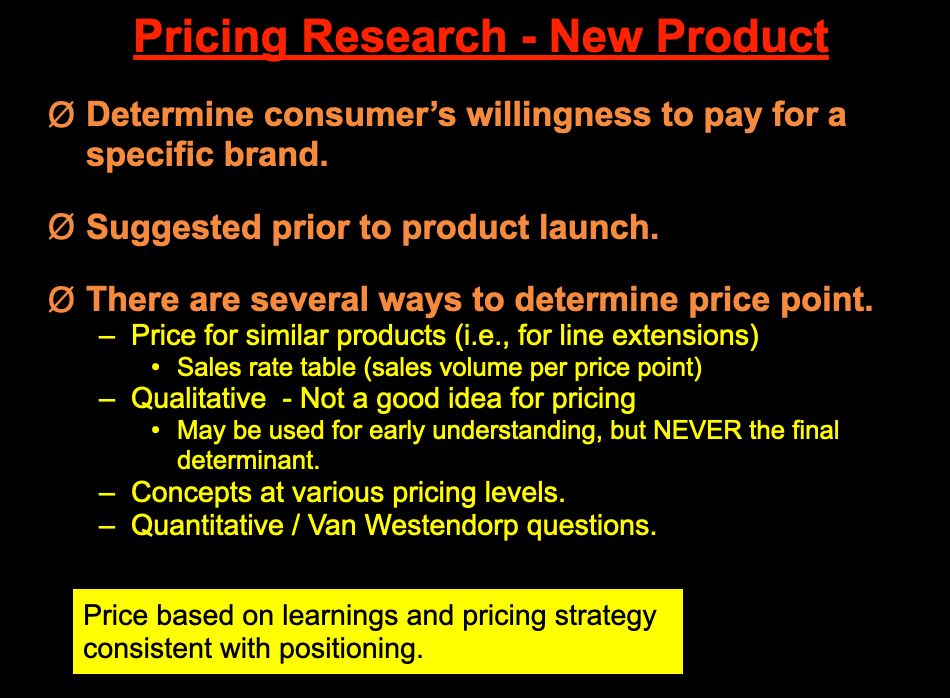 Pricing Research - New Product
Ø Determine consumer’s willingness to pay for a
specific brand.
Ø Suggested prior to product launch.
Ø There are several ways to determine price point.
– Price for similar products (i.e., for line extensions)
• Sales rate table (sales volume per price point)
– Qualitative  - Not a good idea for pricing
• May be used for early understanding, but NEVER the final
determinant.
– Concepts at various pricing levels.
– Quantitative / Van Westendorp questions.
Price based on learnings and pricing strategy
consistent with positioning.